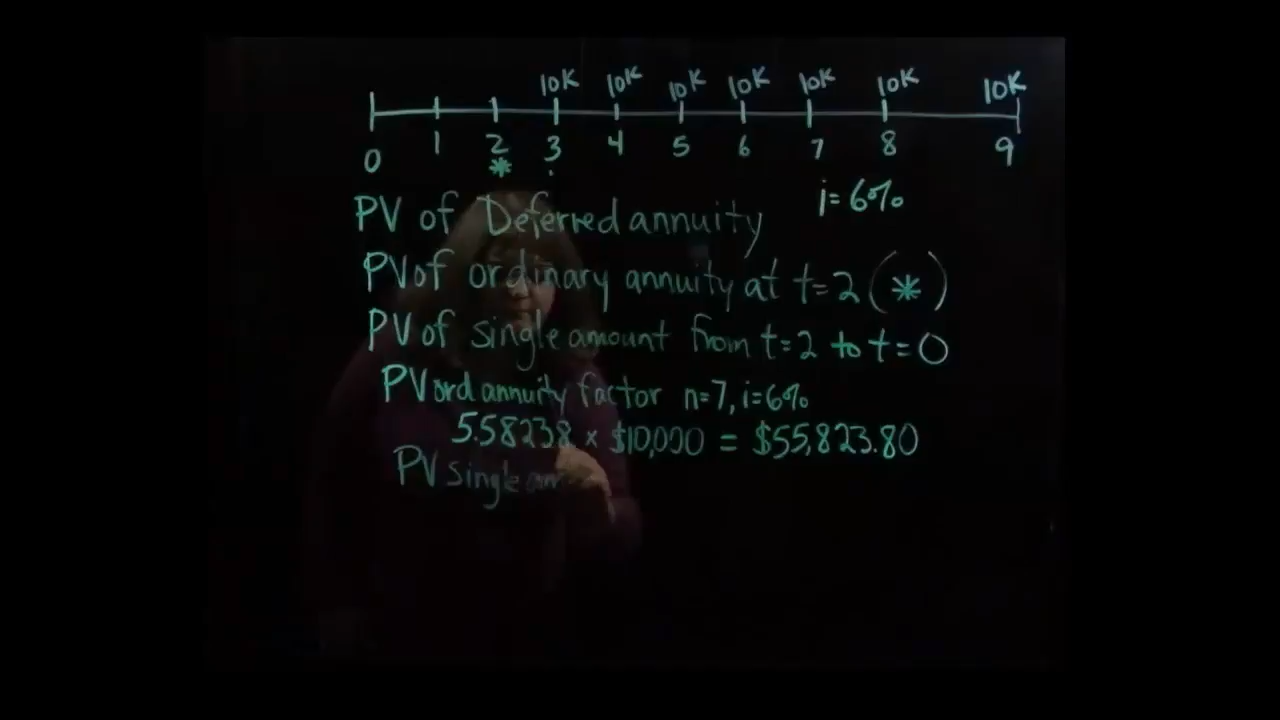 10K 10K 10K 10K 10K 10K 10K
0 1 2 3 4 5 6 7 8 9
*
i=6%
PV of Deferred annuity
PV of ordinary annuity at t=2 (*)
PV of single amount from t=2 to t=0
PV ord annuity factor n=7, i=6%
5.58238 x $10,000 = $55,823.80
PV single am